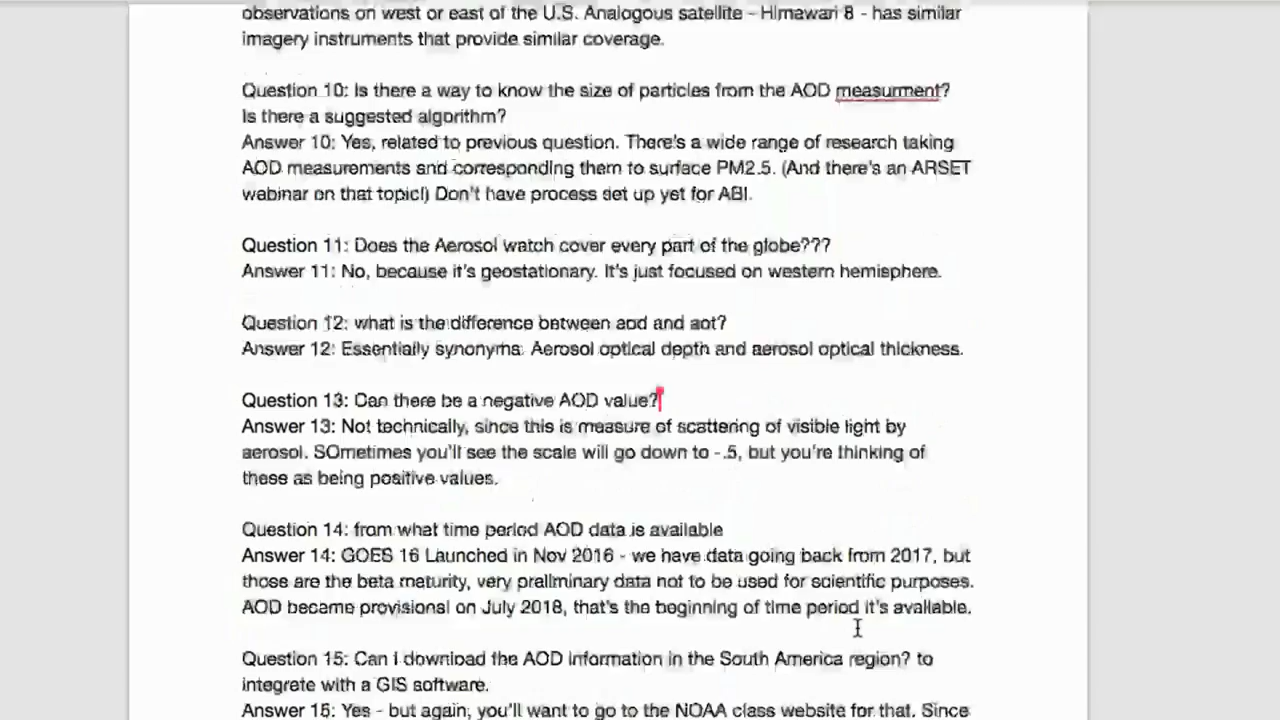 observations on west or east of the U.S. Analogous satellite - Himawari 8 - has similar
imagery instruments that provide similar coverage.
Question 10: Is there a way to know the size of particles from the AOD measurment?
Is there a suggested algorithm?
Answer 10: Yes, related to previous question. There's a wide range of research taking
AOD measurements and corresponding them to surface PM2.5. (And there's an ARSET
webinar on that topic!) Don't have process set up yet for ABI.
Question 11: Does the Aerosol watch cover every part of the globe???
Answer 11: No, because it's geostationary. It's just focused on western hemisphere.
Question 12: what is the difference between aod and aot?
Answer 12: Essentially synonyms. Aerosol optical depth and aerosol optical thickness.
Question 13: Can there be a negative AOD value?
Answer 13: Not technically, since this is measure of scattering of visible light by
aerosol. SOmetimes you'll see the scale will go down to -.5, but you're thinking of
these as being positive values.
Question 14: from what time period AOD data is available
Answer 14: GOES 16 Launched in Nov 2016 - we have data going back from 2017, but
those are the beta maturity, very preliminary data not to be used for scientific purposes.
AOD became provisional on July 2018, that's the beginning of time period it's available.
Question 15: Can I download the AOD information in the South America region? to
integrate with a GIS software.
Answer 15: Yes - but again, you'll want to go to the NOAA class website for that. Since